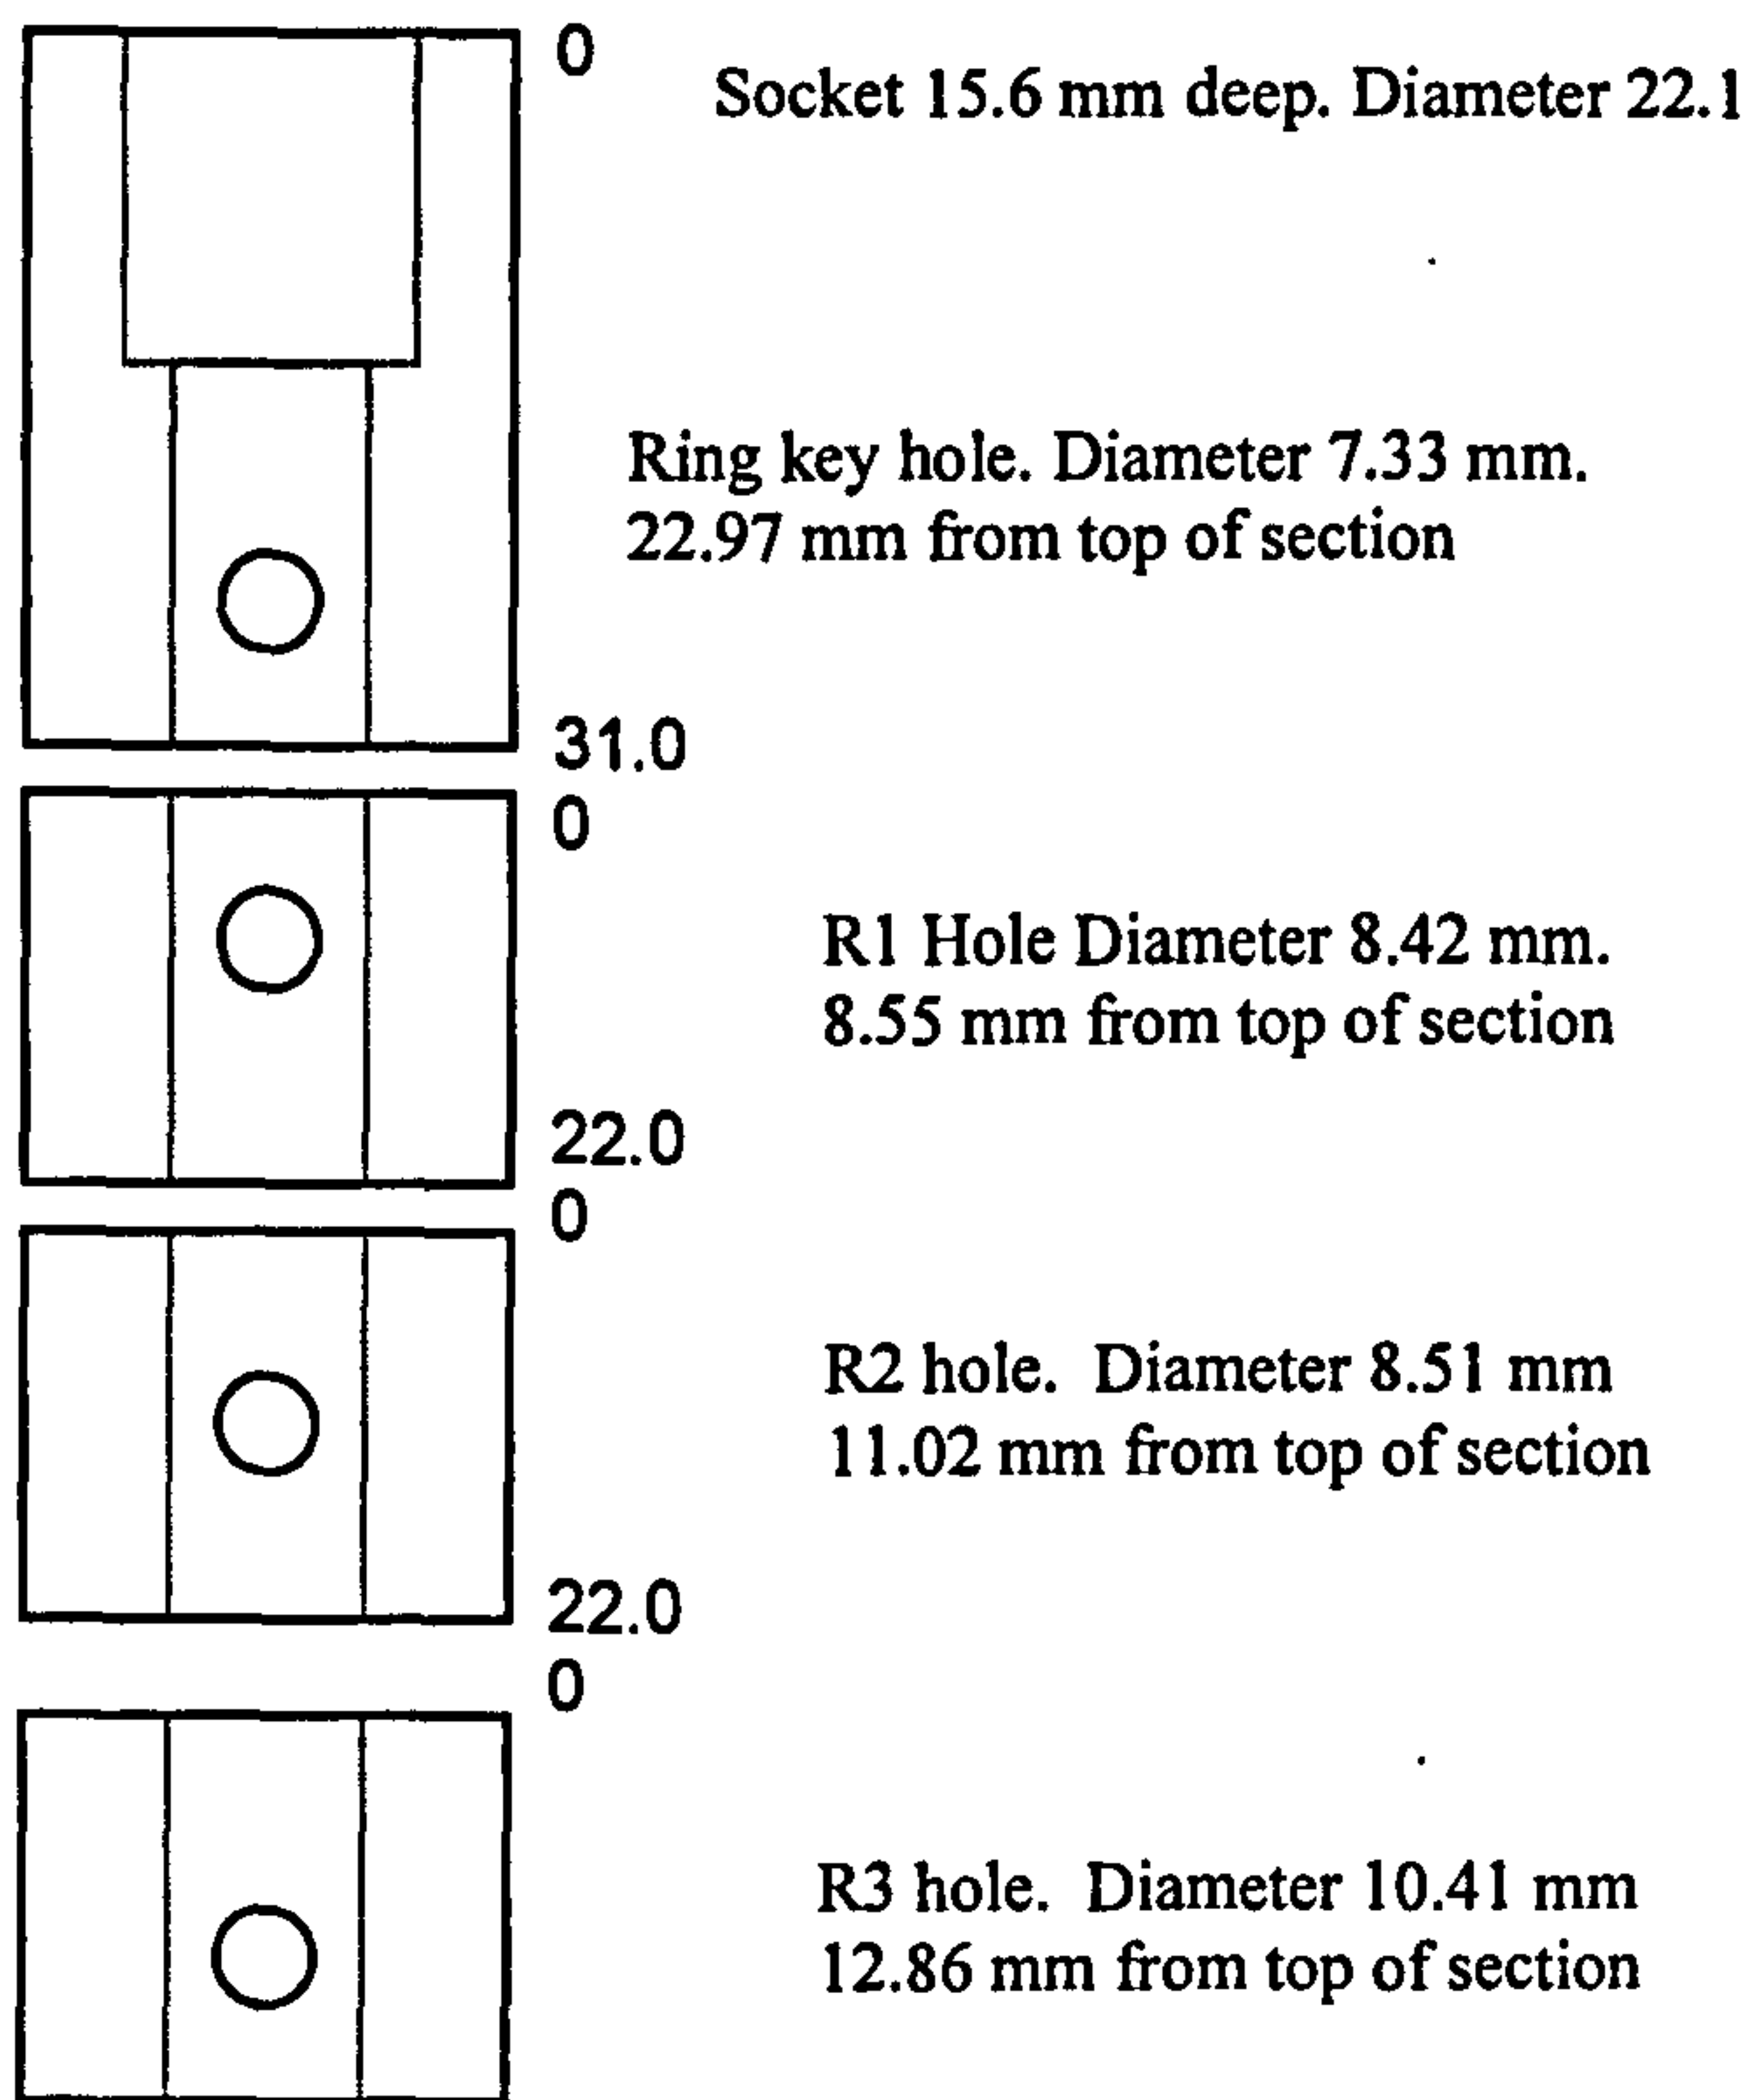 0
Socket 15.6 mm deep. Diameter 22.1
Ring key hole. Diameter 7.33 mm.
22.97 mm from top of section
31.0
0
R1 Hole Diameter 8.42 mm.
8.55 mm from top of section
22.0
0
R2 hole. Diameter 8.51 mm
11.02 mm from top of section
22.0
0
R3 hole. Diameter 10.41 mm
12.86 mm from top of section